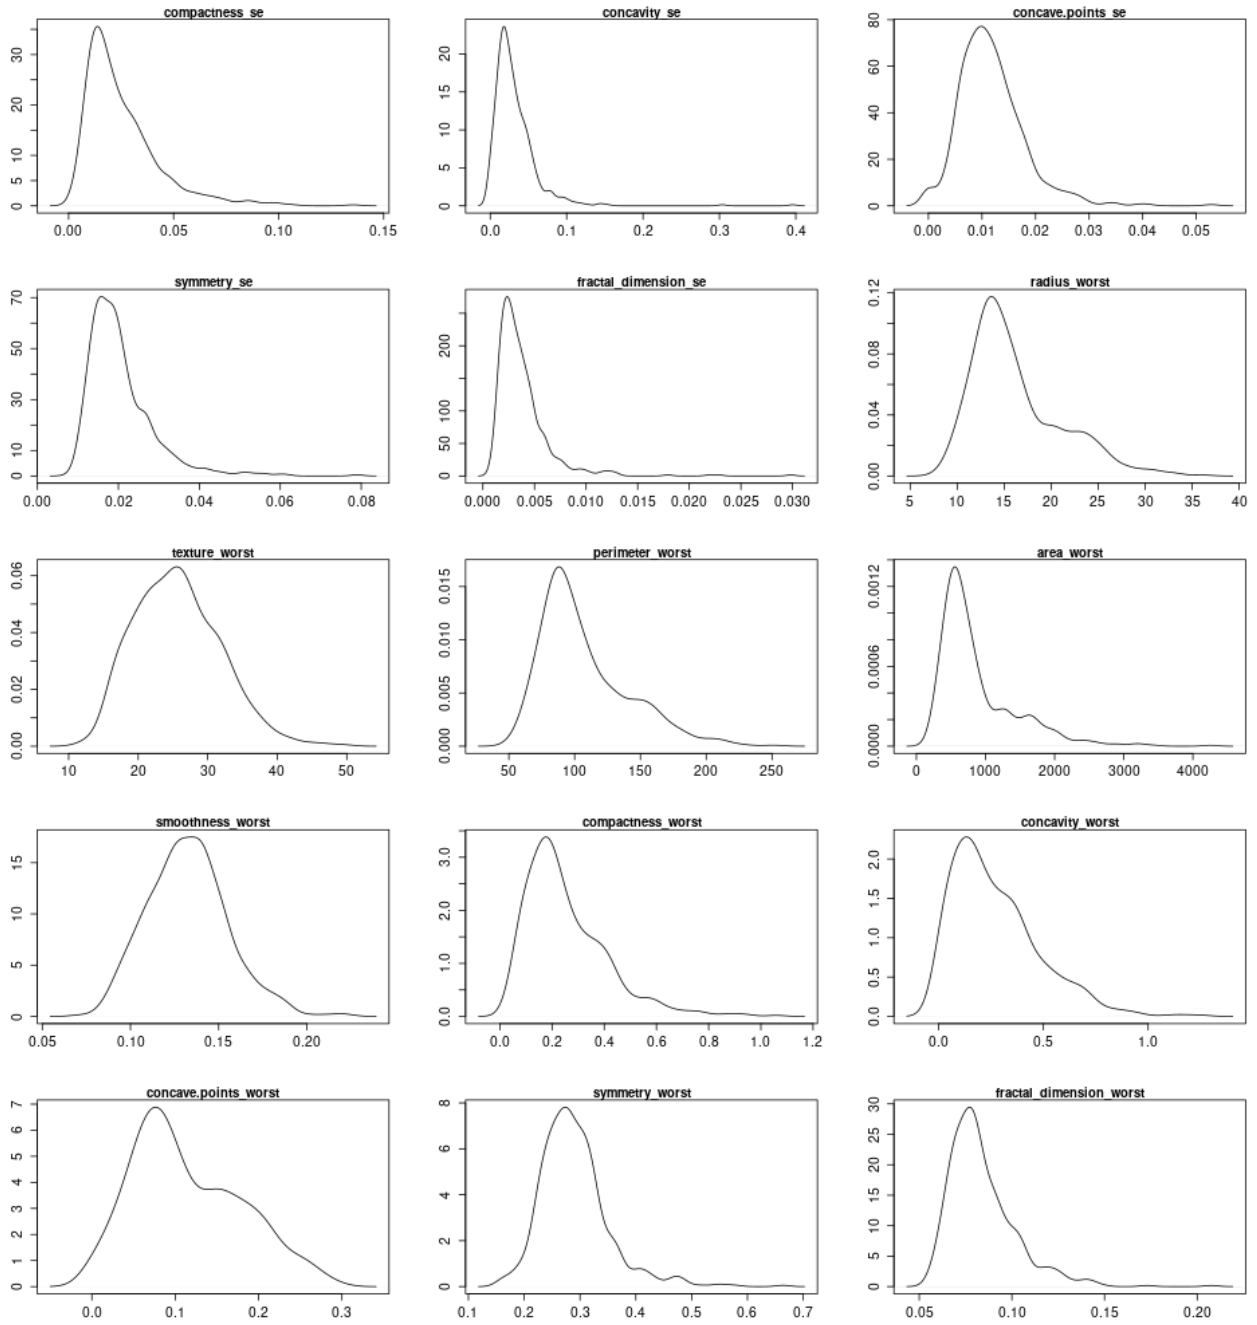 compactness_se concavity_se concave.points_se
0 5 10 20 30
0 5 10 15 20
0 20 40 60 80
0.00 0.05 0.10 0.15
0.0 0.1 0.2 0.3 0.4
0.00 0.01 0.02 0.03 0.04 0.05
symmetry_se fractal_dimension_se radius_worst
0 10 30 50 70
0 50 100 200
0.00 0.04 0.08 0.12
0.00 0.02 0.04 0.06 0.08
0.000 0.005 0.010 0.015 0.020 0.025 0.030
5 10 15 20 25 30 35 40
texture_worst perimeter_worst area_worst
0.00 0.02 0.04 0.06
0.000 0.005 0.010 0.015
0.0000 0.0006 0.0012
10 20 30 40 50
50 100 150 200 250
0 1000 2000 3000 4000
smoothness_worst compactness_worst concavity_worst
0 5 10 15
0.0 1.0 2.0 3.0
0.0 0.5 1.0 1.5 2.0
0.05 0.10 0.15 0.20
0.0 0.2 0.4 0.6 0.8 1.0 1.2
0.0 0.5 1.0
concave.points_worst symmetry_worst fractal_dimension_worst
0 1 2 3 4 5 6 7
0 2 4 6 8
0 5 10 15 20 25 30
0.0 0.1 0.2 0.3
0.1 0.2 0.3 0.4 0.5 0.6 0.7
0.05 0.10 0.15 0.20